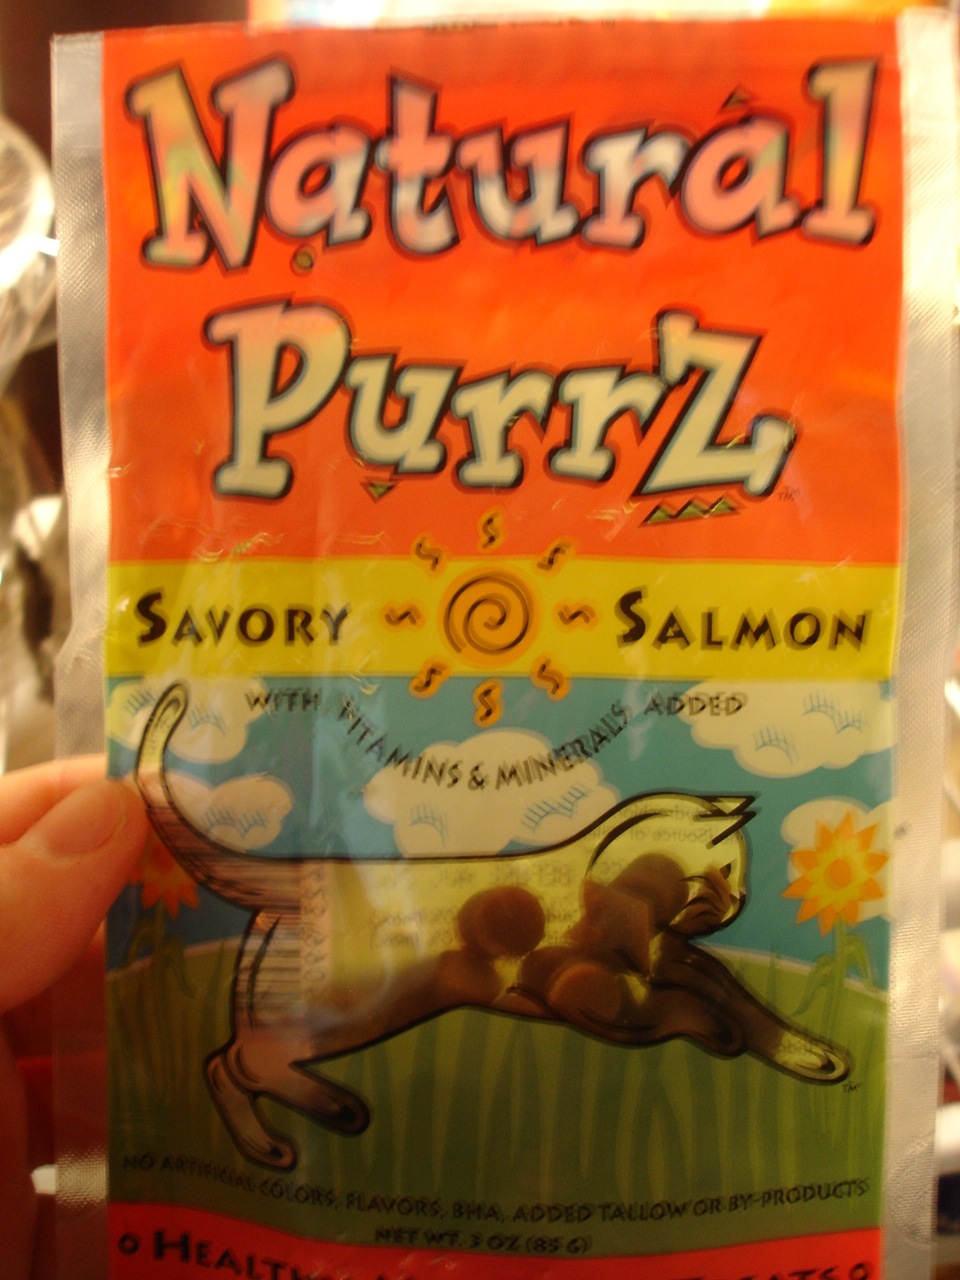 Natural
PurrZ™
SAVORY SALMON
WITH VITAMINS & MINERALS ADDED
NO ARTIFICIAL COLORS, FLAVORS, BHA, ADDED TALLOW OR BY-PRODUCTS
NET WT. 3 OZ (85 G)